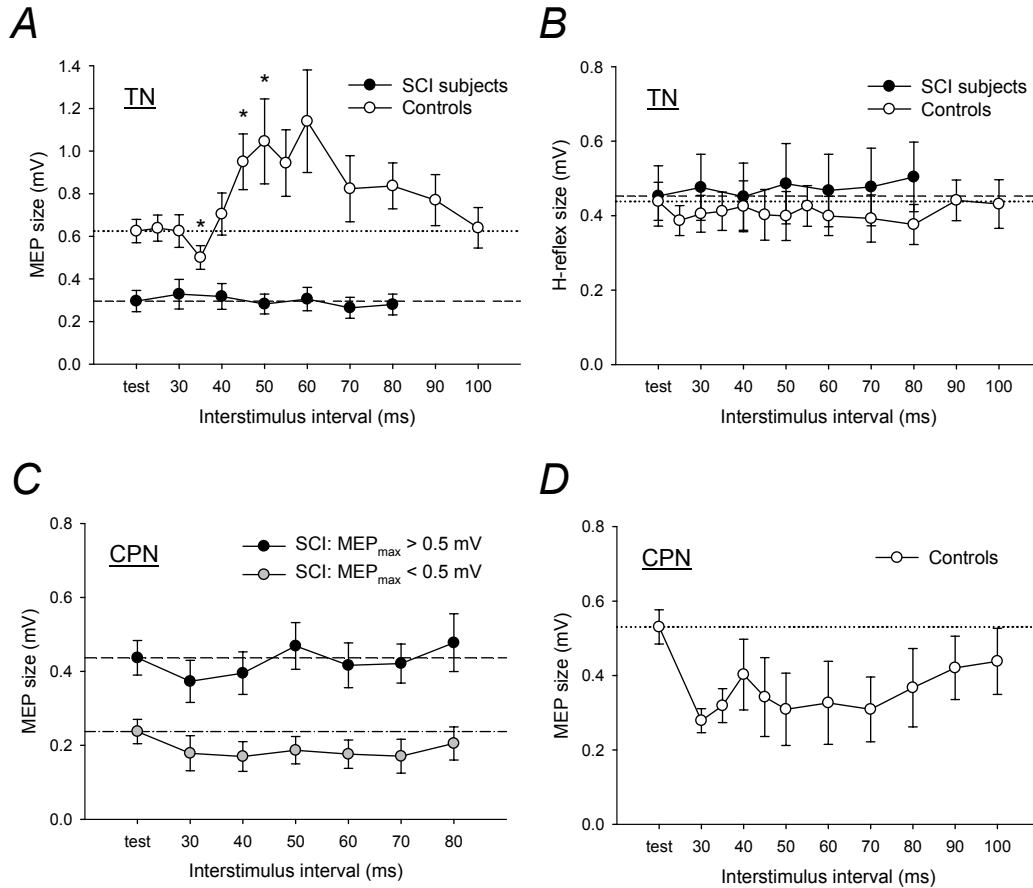 A
TN
SCI subjects
Controls
MEP size (mV)
1.4
1.2
1.0
0.8
0.6
0.4
0.2
0.0
*
*
*
test 30 40 50 60 70 80 90 100
Interstimulus interval (ms)
B
TN
SCI subjects
Controls
H-reflex size (mV)
0.8
0.6
0.4
0.2
0.0
test 30 40 50 60 70 80 90 100
Interstimulus interval (ms)
C
CPN
SCI: MEPmax > 0.5 mV
SCI: MEPmax < 0.5 mV
MEP size (mV)
0.8
0.6
0.4
0.2
0.0
test 30 40 50 60 70 80
Interstimulus interval (ms)
D
CPN
Controls
MEP size (mV)
0.8
0.6
0.4
0.2
0.0
test 30 40 50 60 70 80 90 100
Interstimulus interval (ms)